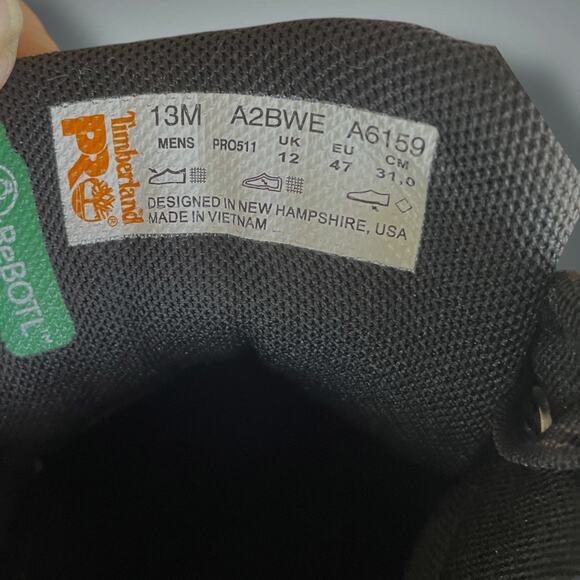 Timberland
PRO®
13M A2BWE A6159
MENS PRO511 UK EU CM
12 47 31,0
DESIGNED IN NEW HAMPSHIRE, USA
MADE IN VIETNAM
ReBOTL™